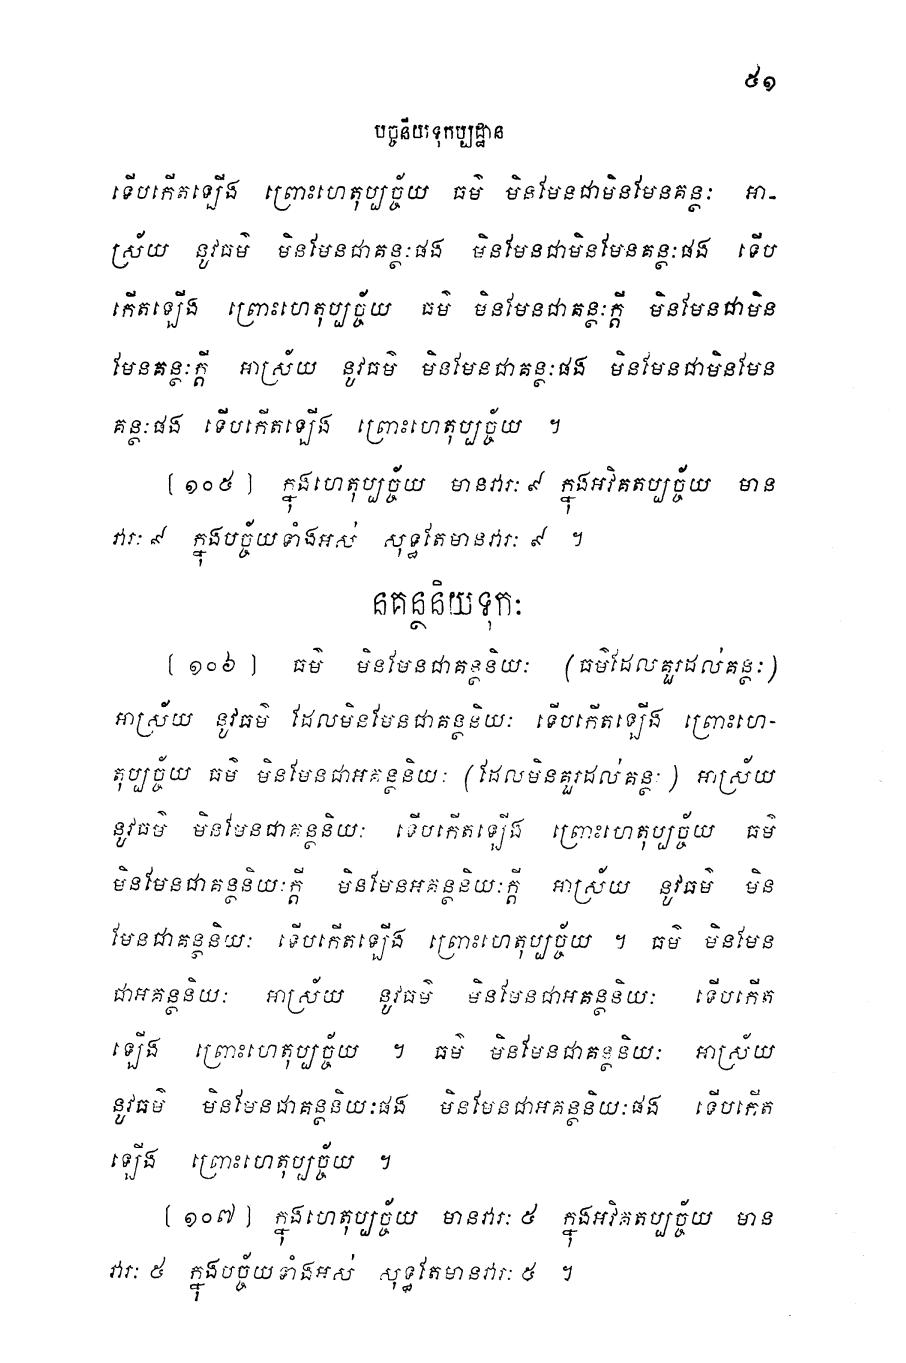 ៥១
បច្ចនីយទុកប្បដ្ឋាន
ទើបកើតឡើង ព្រោះហេតុប្បច្ច័យ ធម៌ មិនមែនជាមិនមែនគន្ថៈ អា-
ស្រ័យ នូវធម៌ មិនមែនជាគន្ថៈផង មិនមែនជាមិនមែនគន្ថៈផង ទើប
កើតឡើង ព្រោះហេតុប្បច្ច័យ ធម៌ មិនមែនជាគន្ថៈក្តី មិនមែនជាមិន
មែនគន្ថៈក្តី អាស្រ័យ នូវធម៌ មិនមែនជាគន្ថៈផង មិនមែនជាមិនមែន
គន្ថៈផង ទើបកើតឡើង ព្រោះហេតុប្បច្ច័យ ។
[ ១០៥ ] ក្នុងហេតុប្បច្ច័យ មានវារៈ ៩ ក្នុងអវិគតប្បច្ច័យ មាន
វារៈ ៩ ក្នុងបច្ច័យទាំងអស់ សុទ្ធតែមានវារៈ ៩ ។
នគន្ថនិយទុកៈ
[ ១០៦ ] ធម៌ មិនមែនជាគន្ថនិយៈ (ធម៌ដែលគួរដល់គន្ថៈ)
អាស្រ័យ នូវធម៌ ដែលមិនមែនជាគន្ថនិយៈ ទើបកើតឡើង ព្រោះហេ-
តុប្បច្ច័យ ធម៌ មិនមែនជាអគន្ថនិយៈ (ដែលមិនគួរដល់គន្ថៈ) អាស្រ័យ
នូវធម៌ មិនមែនជាគន្ថនិយៈ ទើបកើតឡើង ព្រោះហេតុប្បច្ច័យ ធម៌
មិនមែនជាគន្ថនិយៈក្តី មិនមែនអគន្ថនិយៈក្តី អាស្រ័យ នូវធម៌ មិន
មែនជាគន្ថនិយៈ ទើបកើតឡើង ព្រោះហេតុប្បច្ច័យ ។ ធម៌ មិនមែន
ជាអគន្ថនិយៈ អាស្រ័យ នូវធម៌ មិនមែនជាអគន្ថនិយៈ ទើបកើត
ឡើង ព្រោះហេតុប្បច្ច័យ ។ ធម៌ មិនមែនជាគន្ថនិយៈ អាស្រ័យ
នូវធម៌ មិនមែនជាគន្ថនិយៈផង មិនមែនជាអគន្ថនិយៈផង ទើបកើត
ឡើង ព្រោះហេតុប្បច្ច័យ ។
[ ១០៧ ] ក្នុងហេតុប្បច្ច័យ មានវារៈ ៥ ក្នុងអវិគតប្បច្ច័យ មាន
វារៈ ៥ ក្នុងបច្ច័យទាំងអស់ សុទ្ធតែមានវារៈ ៥ ។